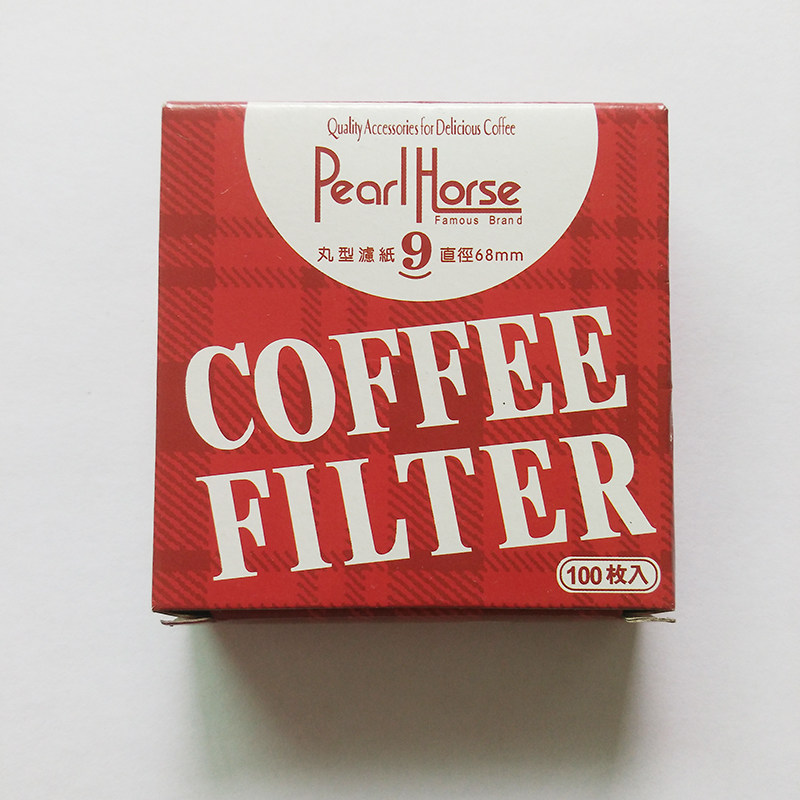 Quality Accessories for Delicious Coffee
Pearl Horse
Famous Brand
丸型濾紙 9 直徑68mm
COFFEE
FILTER
100枚入